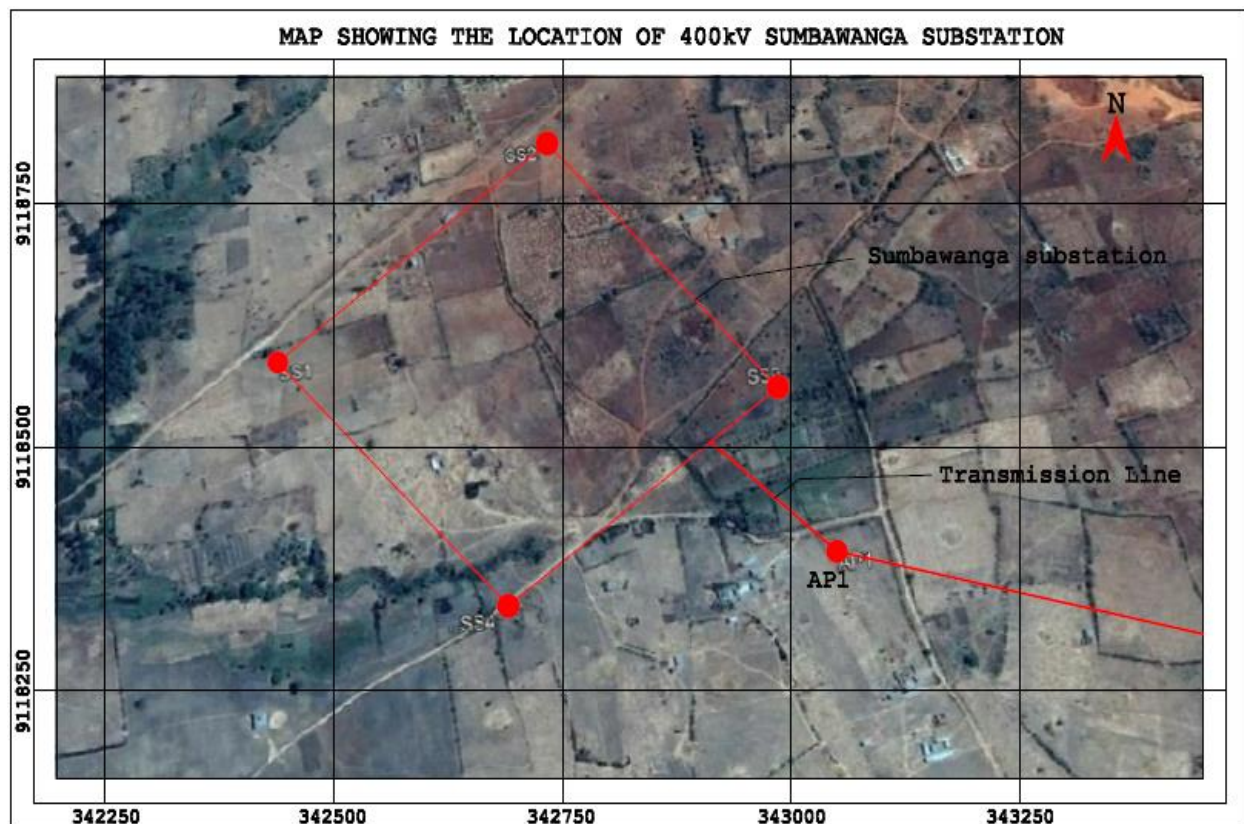 MAP SHOWING THE LOCATION OF 400kV SUMBAWANGA SUBSTATION
N
SS2
9118750
Sumbawanga substation
SS1
SS3
9118500
Transmission Line
AP1
AP1
SS4
9118250
342250 342500 342750 343000 343250